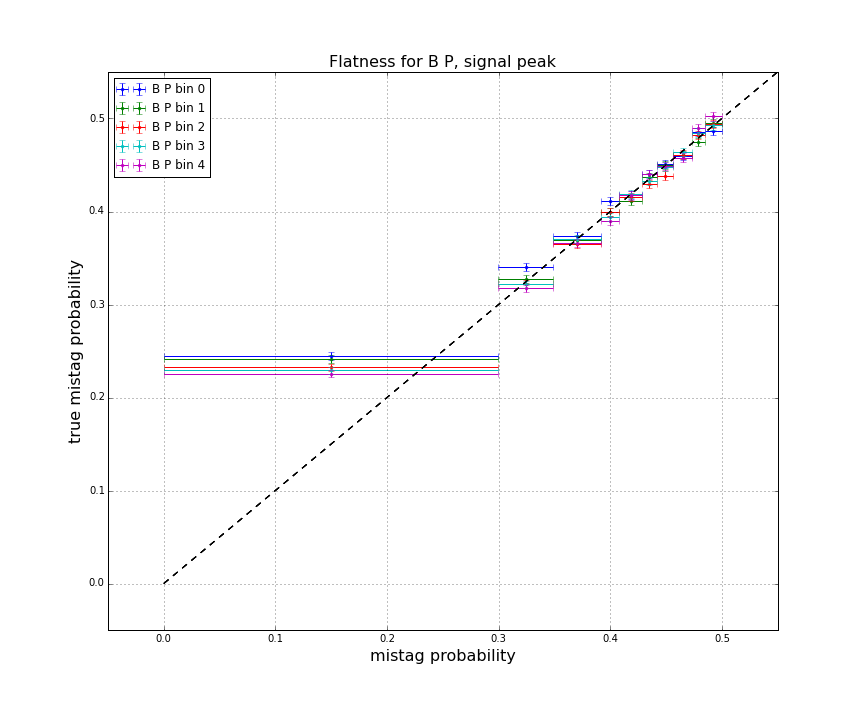 Flatness for B P, signal peak
B P bin 0
B P bin 1
B P bin 2
B P bin 3
B P bin 4
true mistag probability
0.5
0.4
0.3
0.2
0.1
0.0
0.0 0.1 0.2 0.3 0.4 0.5
mistag probability